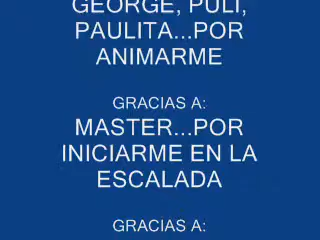 GEORGE, PULI,
PAULITA...POR
ANIMARME
GRACIAS A:
MASTER...POR
INICIARME EN LA
ESCALADA
GRACIAS A: